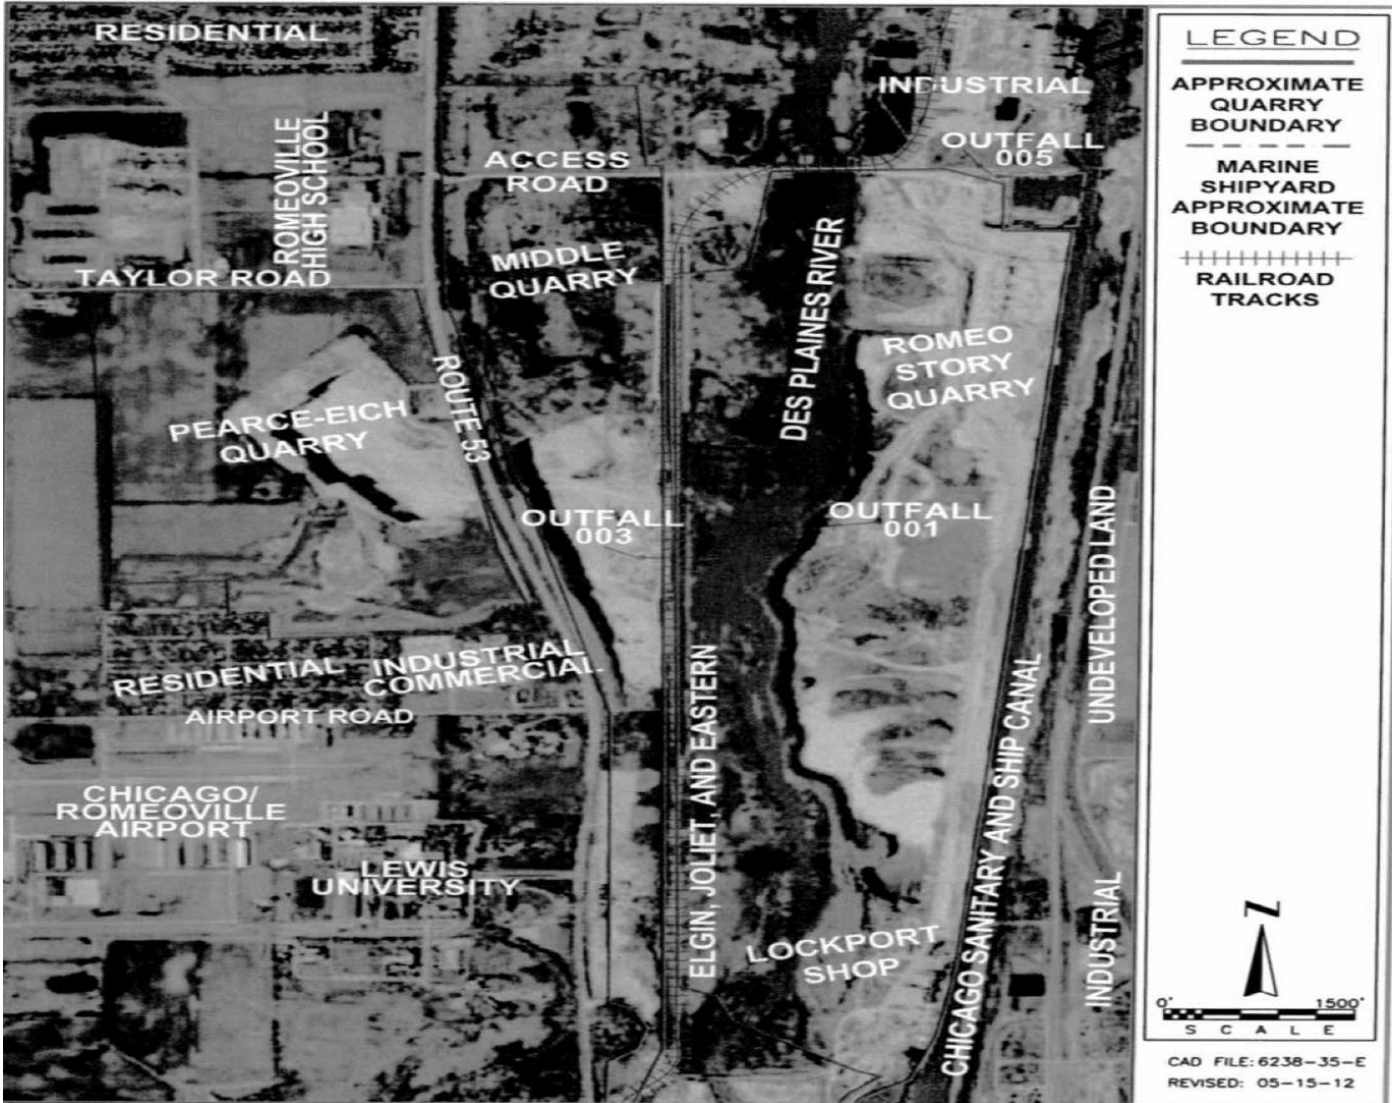 RESIDENTIAL
ROMEOVILLE
HIGH SCHOOL
TAYLOR ROAD
ACCESS
ROAD
MIDDLE
QUARRY
INDUSTRIAL
OUTFALL
005
DES PLAINES RIVER
ROMEO
STORY
QUARRY
PEARCE-EICH
QUARRY
ROUTE 53
OUTFALL
003
OUTFALL
001
UNDEVELOPED LAND
RESIDENTIAL
INDUSTRIAL
COMMERCIAL
AIRPORT ROAD
CHICAGO/
ROMEOVILLE
AIRPORT
LEWIS
UNIVERSITY
ELGIN, JOLIET, AND EASTERN
LOCKPORT
SHOP
CHICAGO SANITARY AND SHIP CANAL
INDUSTRIAL
LEGEND
APPROXIMATE
QUARRY
BOUNDARY
MARINE
SHIPYARD
APPROXIMATE
BOUNDARY
RAILROAD
TRACKS
N
0' 1500'
SCALE
CAD FILE: 6238-35-E
REVISED: 05-15-12